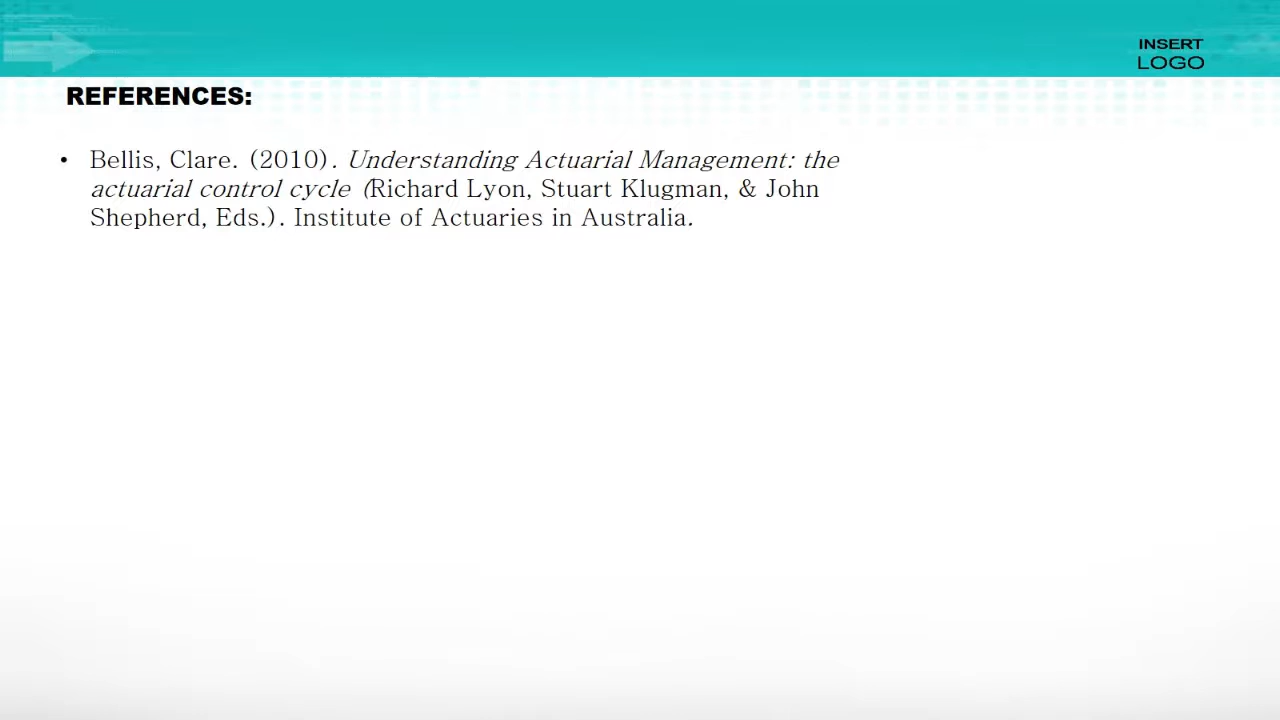 INSERT
LOGO
REFERENCES:
• Bellis, Clare. (2010). Understanding Actuarial Management: the
actuarial control cycle (Richard Lyon, Stuart Klugman, & John
Shepherd, Eds.). Institute of Actuaries in Australia.